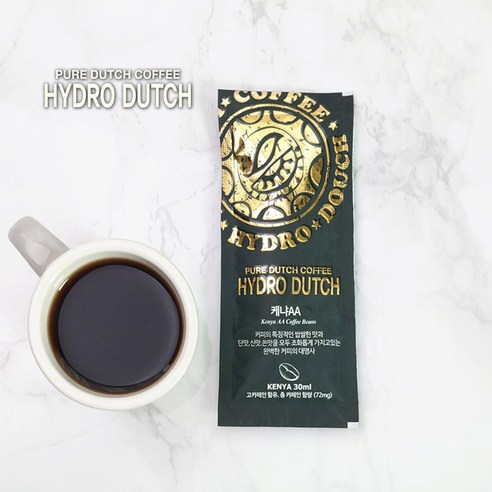 PURE DUTCH COFFEE
HYDRO DUTCH
COFFEE
HYDRO DOUCH
PURE DUTCH COFFEE
HYDRO DUTCH
케냐AA
Kenya AA Coffee Beans
커피의 특징적인 쌉쌀한 맛과
단맛,신맛,쓴맛을 모두 조화롭게 가지고있는
완벽한 커피의 대명사
KENYA 30ml
고카페인 함유, 총 카페인 함량 (72mg)